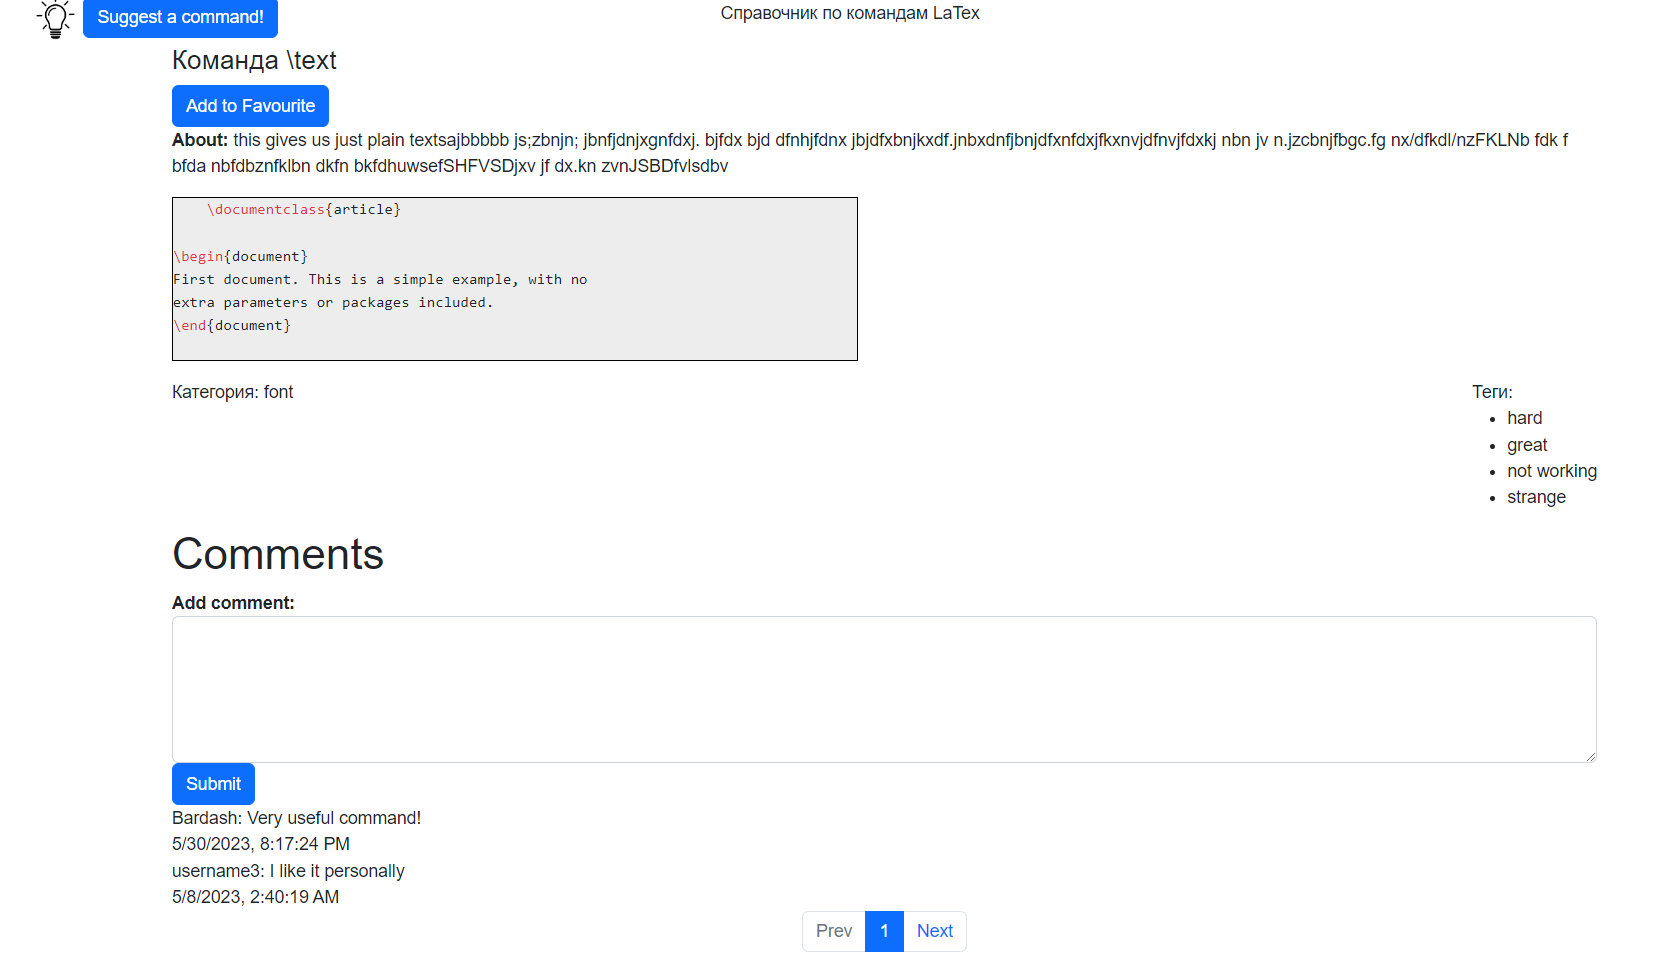 Suggest a command!
Справочник по командам LaTex
Команда \text
Add to Favourite
About: this gives us just plain textsajbbbbb js;zbnjn; jbnfjdnjxgnfdxj. bjfdx bjd dfnhjfdnx jbjdfxbnjkxdf.jnbxdnfjbnjdfxnfdxjfkxnvjdfnvjfdxkj nbn jv n.jzcbnjfbgc.fg nx/dfkdl/nzFKLNb fdk f
bfda nbfdbznfklbn dkfn bkfdhuwsefSHFVSDjxv jf dx.kn zvnJSBDfvlsdbv
\documentclass{article}
\begin{document}
First document. This is a simple example, with no
extra parameters or packages included.
\end{document}
Категория: font
Теги:
hard
great
not working
strange
Comments
Add comment:
Submit
Bardash: Very useful command!
5/30/2023, 8:17:24 PM
username3: I like it personally
5/8/2023, 2:40:19 AM
Prev 1 Next